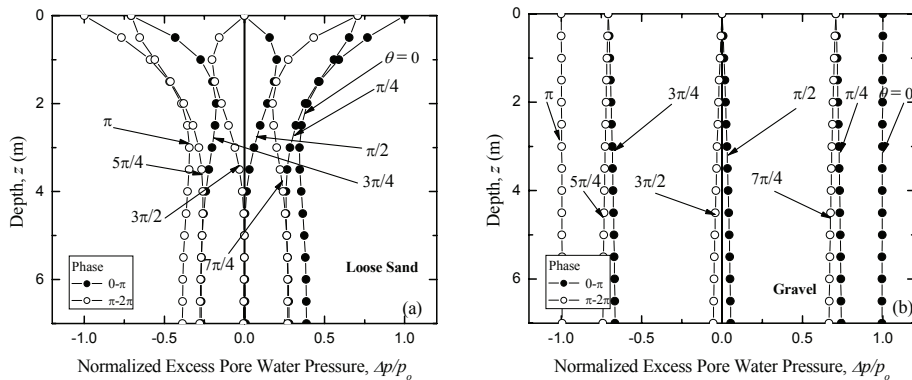 0
2
4
6
Depth, z (m)
θ = 0
π/4
π
π/2
5π/4
3π/4
3π/2
7π/4
Phase
0-π
π-2π
Loose Sand
(a)
-1.0 -0.5 0.0 0.5 1.0
Normalized Excess Pore Water Pressure, Δp/pₒ
0
2
4
6
Depth, z (m)
π
3π/4
π/2
π/4
θ = 0
5π/4
3π/2
7π/4
Phase
0-π
π-2π
Gravel
(b)
-1.0 -0.5 0.0 0.5 1.0
Normalized Excess Pore Water Pressure, Δp/pₒ